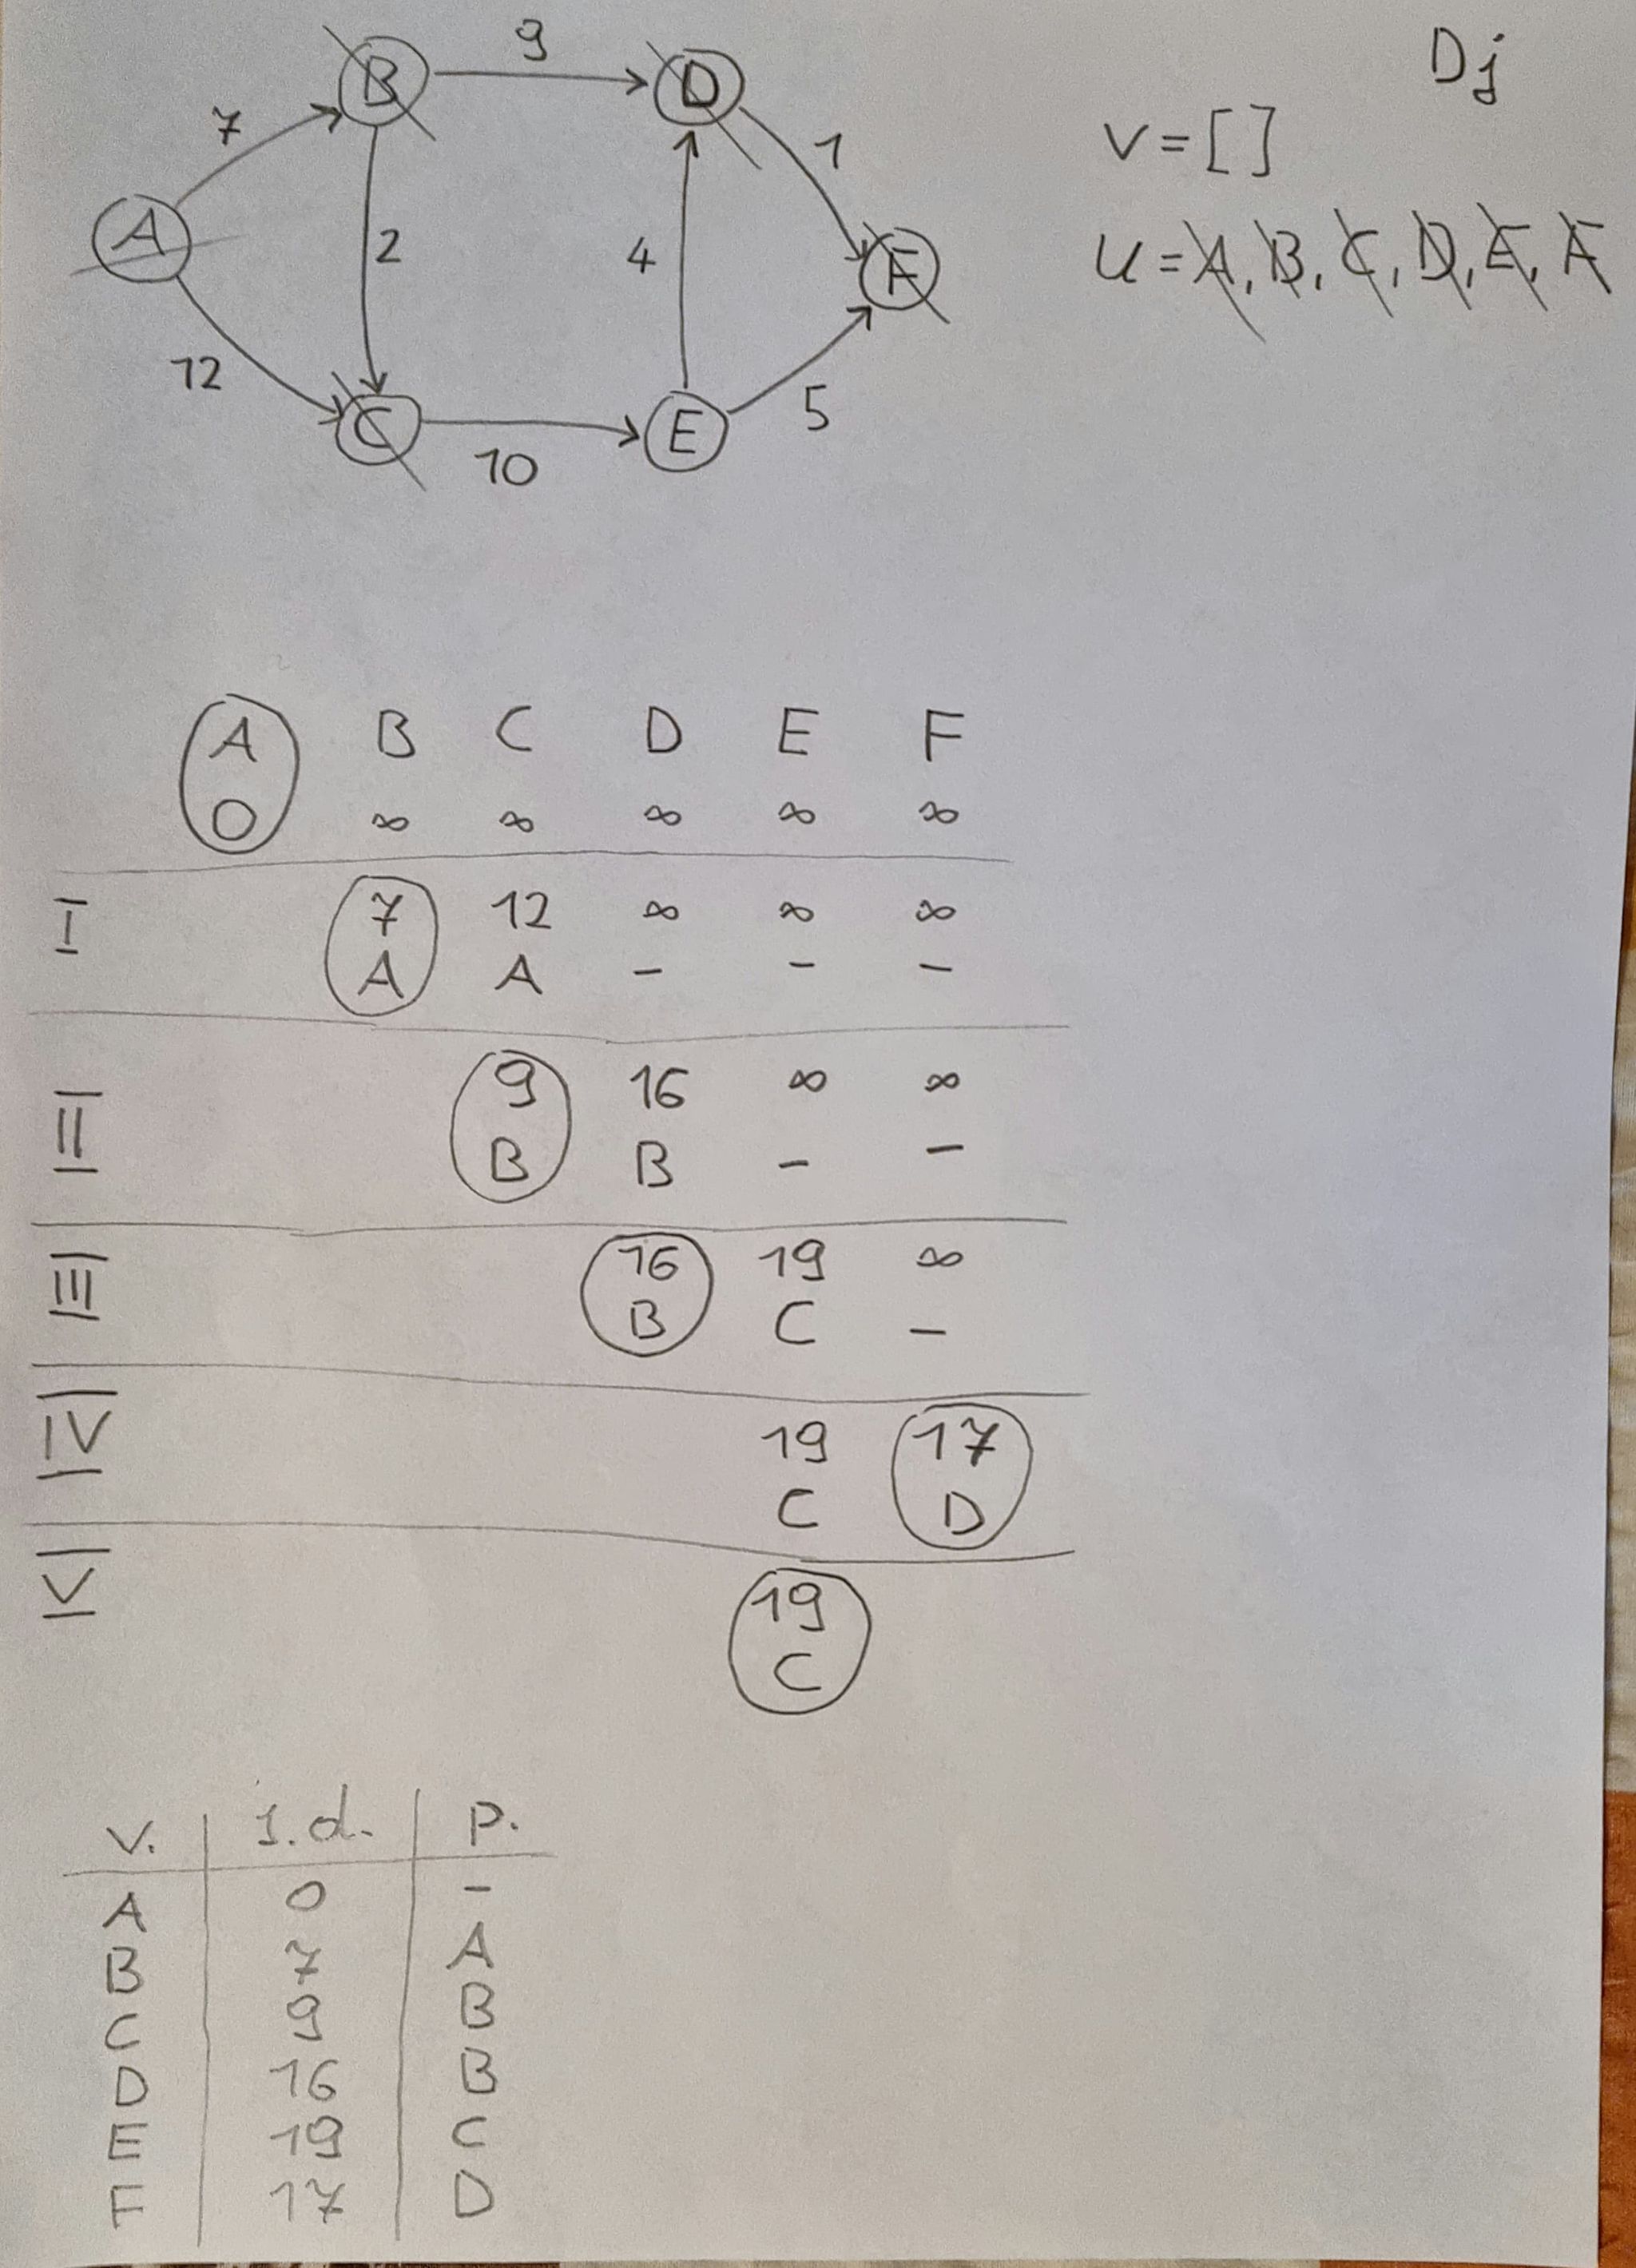 Dj
v = [ ]
u = A, B, C, D, E, F
9
B
D
7
1
A
2
4
F
12
C
E
5
10
A B C D E F
0 ∞ ∞ ∞ ∞ ∞
I
7 12 ∞ ∞ ∞
A A - - -
II
9 16 ∞ ∞
B B - -
III
16 19 ∞
B C -
IV
19 17
C D
V
19
C
v. s.d. p.
A 0 -
B 7 A
C 9 B
D 16 B
E 19 C
F 17 D